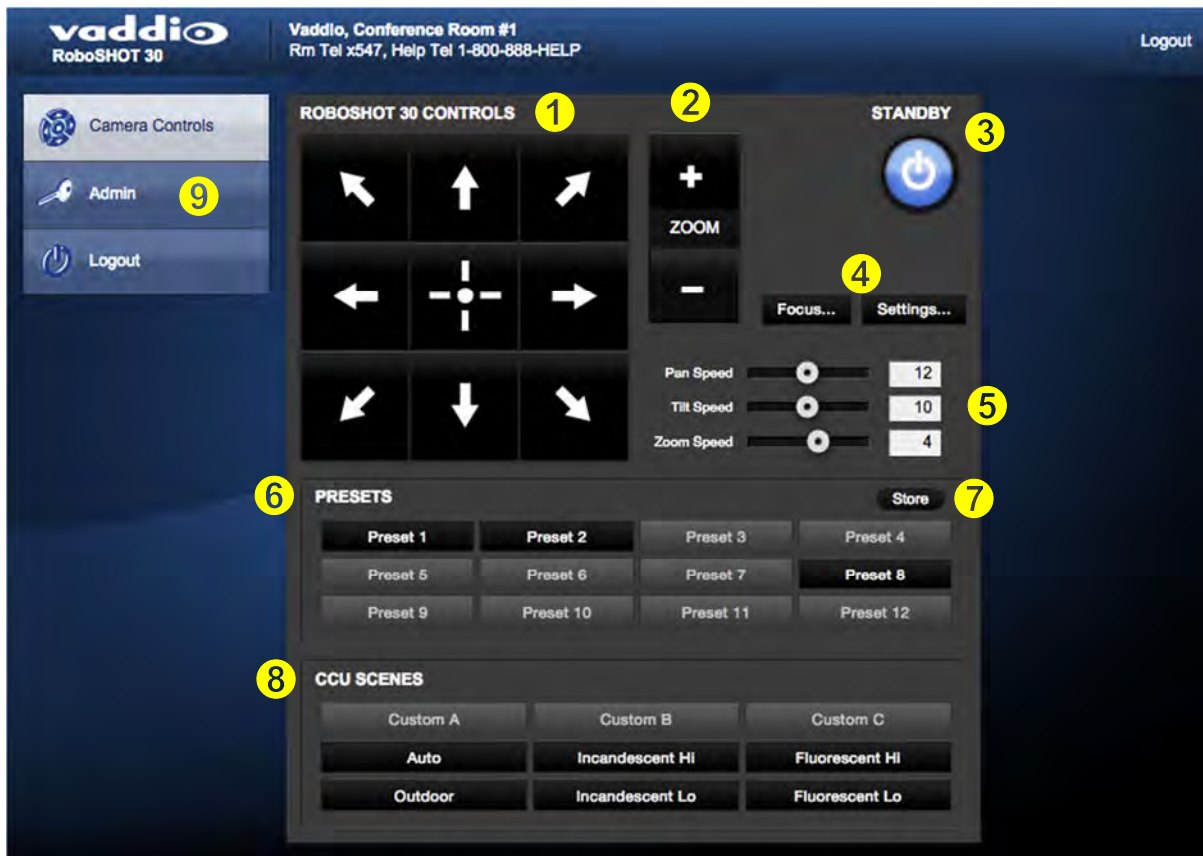 vaddio
RoboSHOT 30
Vaddio, Conference Room #1
Rm Tel x547, Help Tel 1-800-888-HELP
Logout
Camera Controls
Admin
9
Logout
ROBOSHOT 30 CONTROLS
1
2
STANDBY
3
+
ZOOM
-
4
Focus...
Settings...
Pan Speed 12
Tilt Speed 10
5
Zoom Speed 4
6
PRESETS
Store
7
Preset 1 Preset 2 Preset 3 Preset 4
Preset 5 Preset 6 Preset 7 Preset 8
Preset 9 Preset 10 Preset 11 Preset 12
8
CCU SCENES
Custom A Custom B Custom C
Auto Incandescent Hi Fluorescent Hi
Outdoor Incandescent Lo Fluorescent Lo